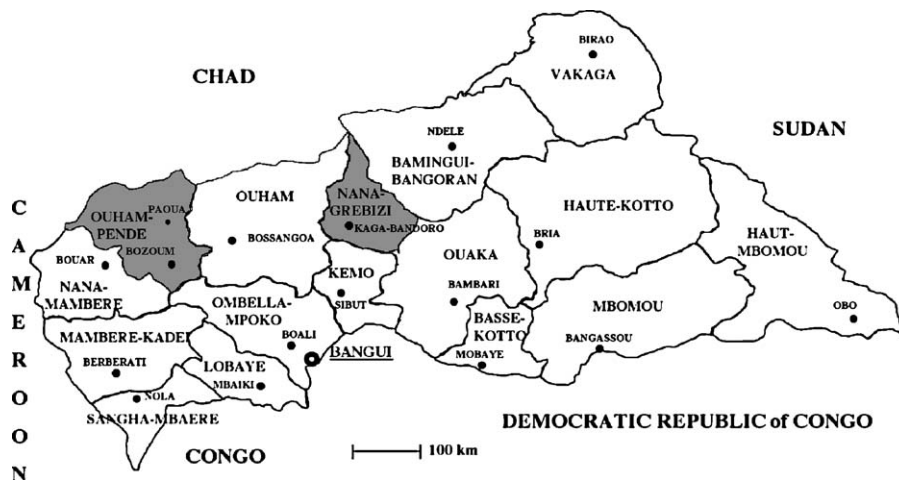 BIRAO
VAKAGA
CHAD
SUDAN
NDELE
BAMINGUI-
BANGORAN
OUHAM
NANA-
GREBIZI
KAGA-BANDORO
HAUTE-KOTTO
PAOUA
OUHAM-
PENDE
BOZOUM
BOSSANGOA
BOUAR
NANA-
MAMBERE
KEMO
SIBUT
OUAKA
BAMBARI
BRIA
HAUT-
MBOMOU
OBO
OMBELLA-
MPOKO
BOALI
BANGUI
BASSE-
KOTTO
MOBAYE
MBOMOU
BANGASSOU
MAMBERE-KADEI
BERBERATI
LOBAYE
MBAIKI
NOLA
SANGHA-MBAERE
CONGO
100 km
DEMOCRATIC REPUBLIC of CONGO
C
A
M
E
R
O
O
N